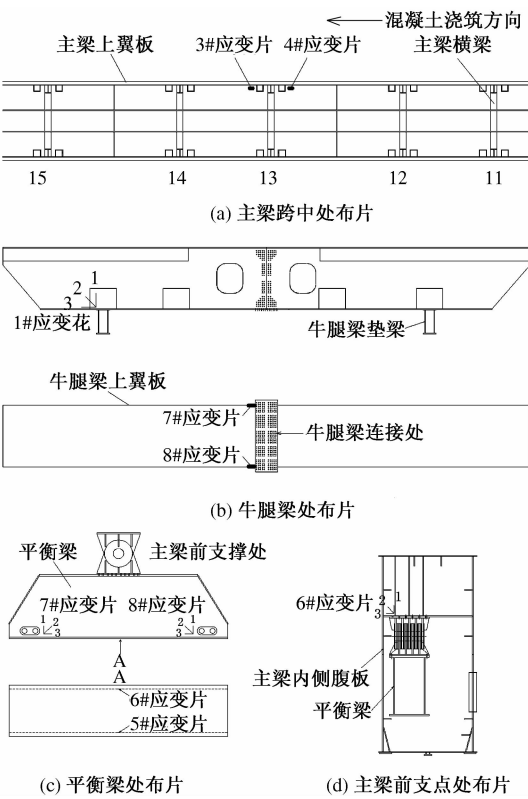 混凝土浇筑方向
主梁上翼板 3#应变片 4#应变片 主梁横梁
15 14 13 12 11
(a) 主梁跨中处布片
1
2
3
1#应变花
牛腿梁垫梁
牛腿梁上翼板
7#应变片
牛腿梁连接处
8#应变片
(b) 牛腿梁处布片
平衡梁 主梁前支撑处
7#应变片 8#应变片
1 2 3
1 2 3
A
A
6#应变片
5#应变片
(c) 平衡梁处布片
6#应变片
1
2
3
主梁内侧腹板
平衡梁
(d) 主梁前支点处布片